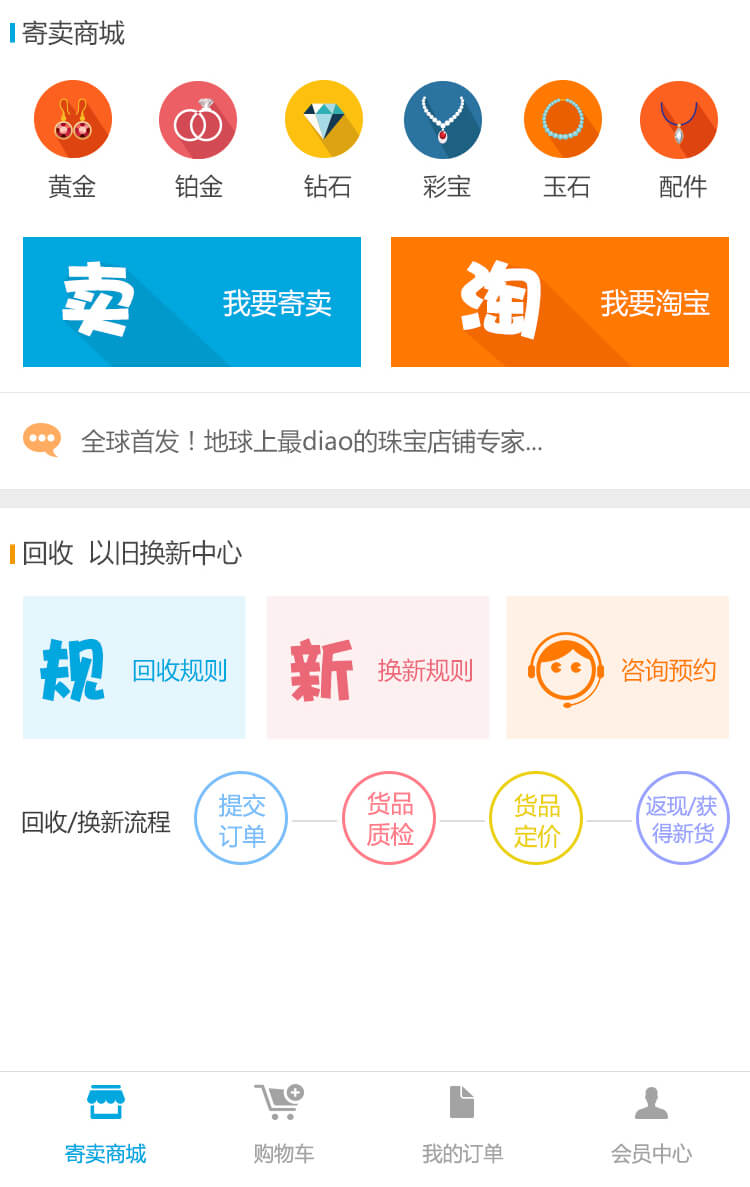 寄卖商城
黄金 铂金 钻石 彩宝 玉石 配件
卖 我要寄卖 淘 我要淘宝
全球首发！地球上最diao的珠宝店铺专家...
回收 以旧换新中心
规 回收规则 新 换新规则 咨询预约
回收/换新流程
提交
订单
货品
质检
货品
定价
返现/获
得新货
寄卖商城 购物车 我的订单 会员中心